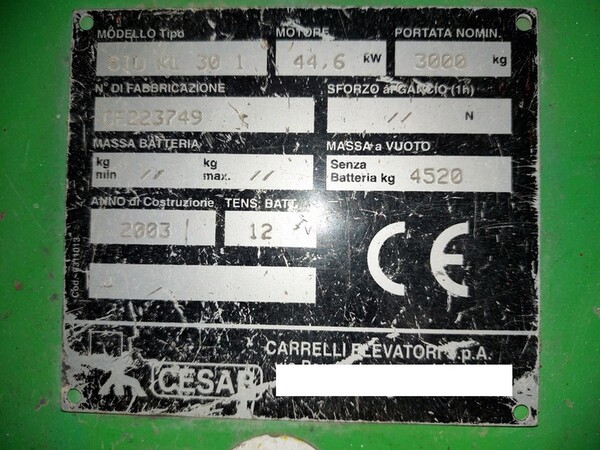 MODELLO Tipo MOTORE PORTATA NOMIN.
30.1 44,6 kW 3000 kg
N° DI FABBRICAZIONE SFORZO al GANCIO (1h)
CE223749 // N
MASSA BATTERIA MASSA a VUOTO
kg min // kg max. // Senza Batteria kg 4520
ANNO di Costruzione TENS. BATT.
2003 12 V
CE
CARRELLI ELEVATORI S.p.A.
CESAB